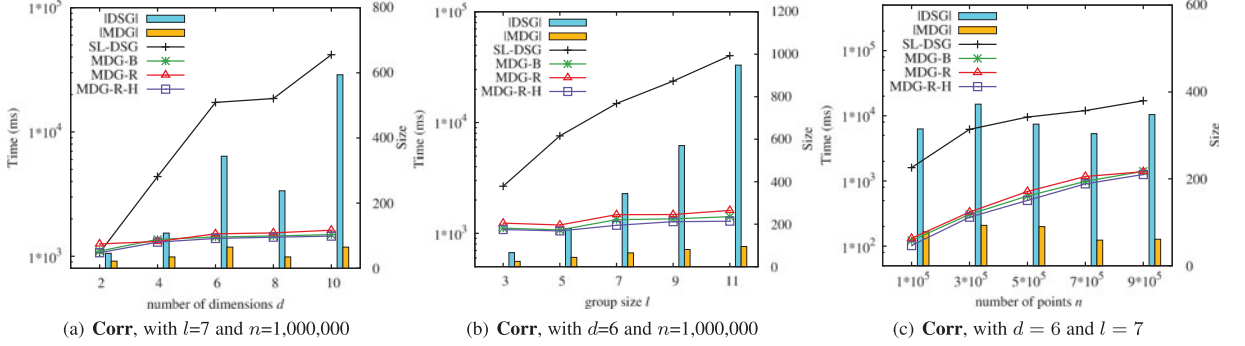 1*10^5
1*10^4
1*10^3
Time (ms)
|DSG|
|MDG|
SL-DSG
MDG-B
MDG-R
MDG-R-H
800
600
400
200
0
Size
2 4 6 8 10
number of dimensions d
(a) Corr, with l=7 and n=1,000,000
1*10^5
1*10^4
1*10^3
Time (ms)
|DSG|
|MDG|
SL-DSG
MDG-B
MDG-R
MDG-R-H
1200
1000
800
600
400
200
0
Size
3 5 7 9 11
group size l
(b) Corr, with d=6 and n=1,000,000
1*10^5
1*10^4
1*10^3
1*10^2
Time (ms)
|DSG|
|MDG|
SL-DSG
MDG-B
MDG-R
MDG-R-H
600
400
200
0
Size
1*10^5 3*10^5 5*10^5 7*10^5 9*10^5
number of points n
(c) Corr, with d = 6 and l = 7